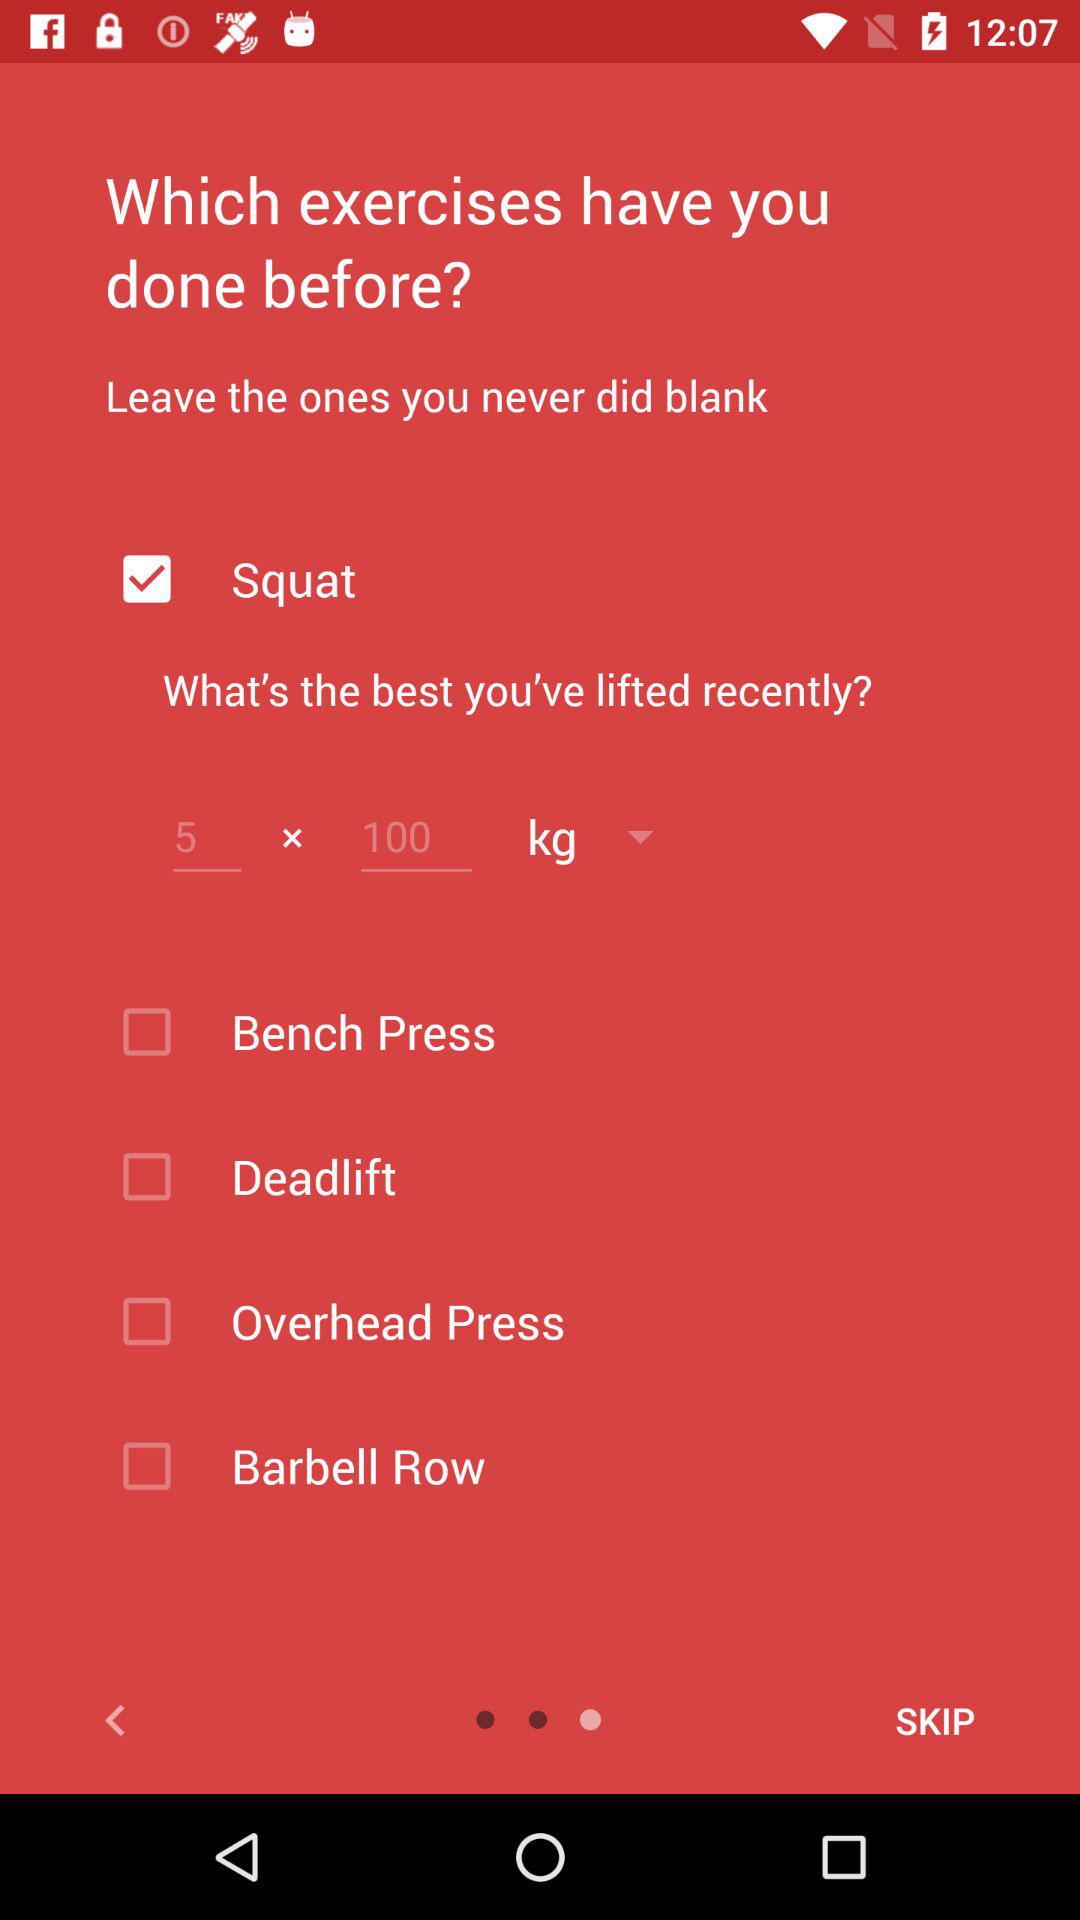 FAKE
12:07
Which exercises have you
done before?
Leave the ones you never did blank
Squat
What's the best you've lifted recently?
5 × 100 kg
Bench Press
Deadlift
Overhead Press
Barbell Row
SKIP